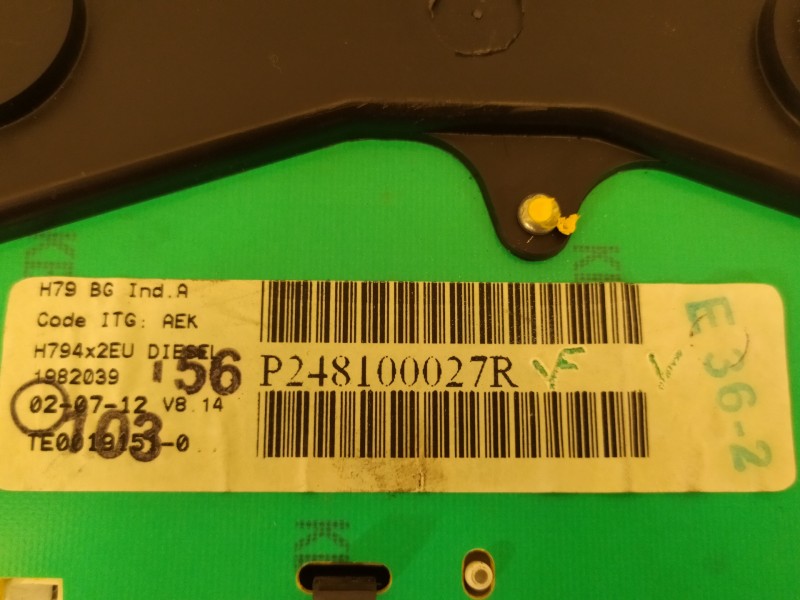 H79 BG Ind.A
Code ITG: AEK
H794x2EU DIESEL
1982039
56
02-07-12 V8.14
103
P248100027R
VF
E36-2